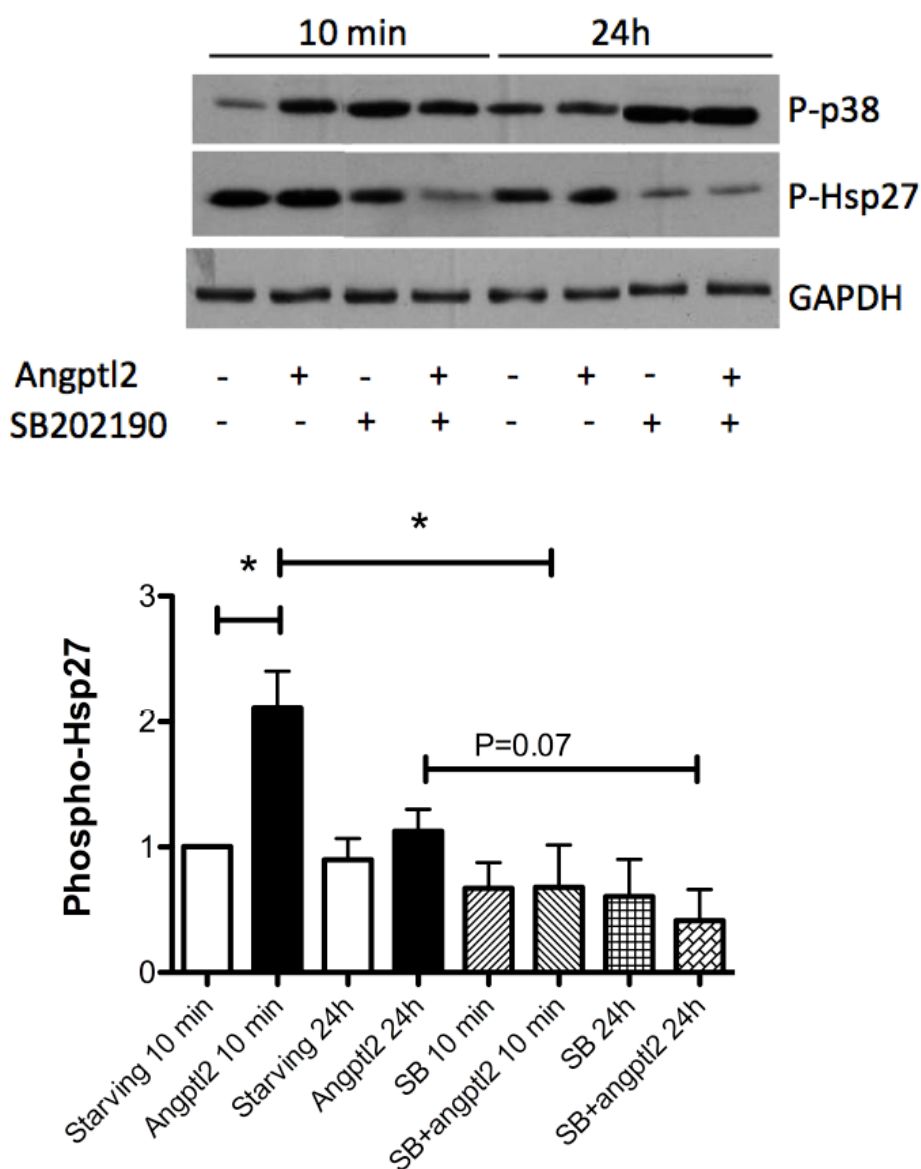 10 min 24h
P-p38
P-Hsp27
GAPDH
Angptl2 - + - + - + - +
SB202190 - - + + - - + +
*
*
3
P=0.07
2
1
0
Phospho-Hsp27
Starving 10 min
Angptl2 10 min
Starving 24h
Angptl2 24h
SB 10 min
SB+angptl2 10 min
SB 24h
SB+angptl2 24h